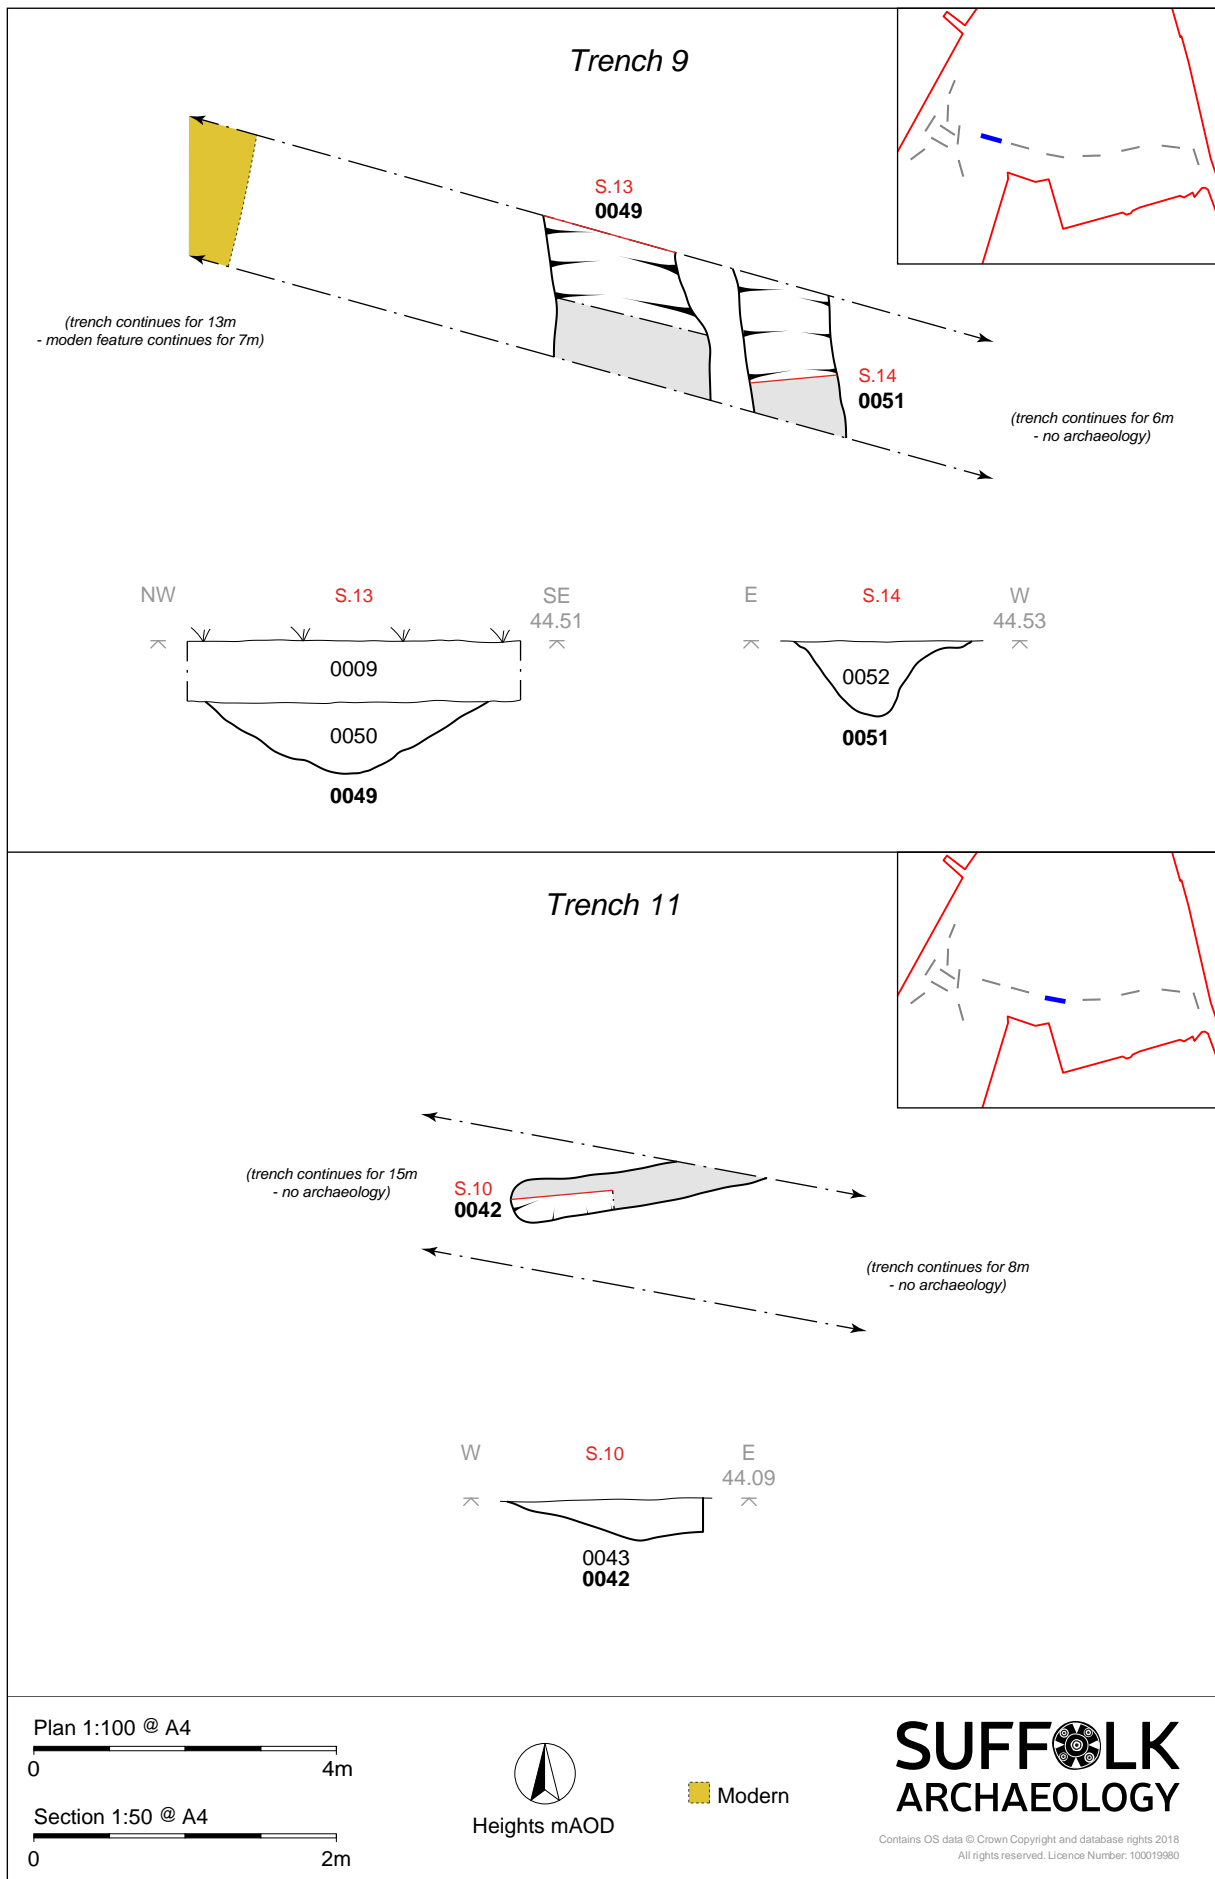 Trench 9
S.13
0049
(trench continues for 13m
- moden feature continues for 7m)
S.14
0051
(trench continues for 6m
- no archaeology)
NW
S.13
SE
44.51
0009
0050
0049
E
S.14
W
44.53
0052
0051
Trench 11
(trench continues for 15m
- no archaeology)
S.10
0042
(trench continues for 8m
- no archaeology)
W
S.10
E
44.09
0043
0042
Plan 1:100 @ A4
0 4m
Section 1:50 @ A4
0 2m
Heights mAOD
Modern
SUFFOLK
ARCHAEOLOGY
Contains OS data © Crown Copyright and database rights 2018
All rights reserved. Licence Number: 100019980